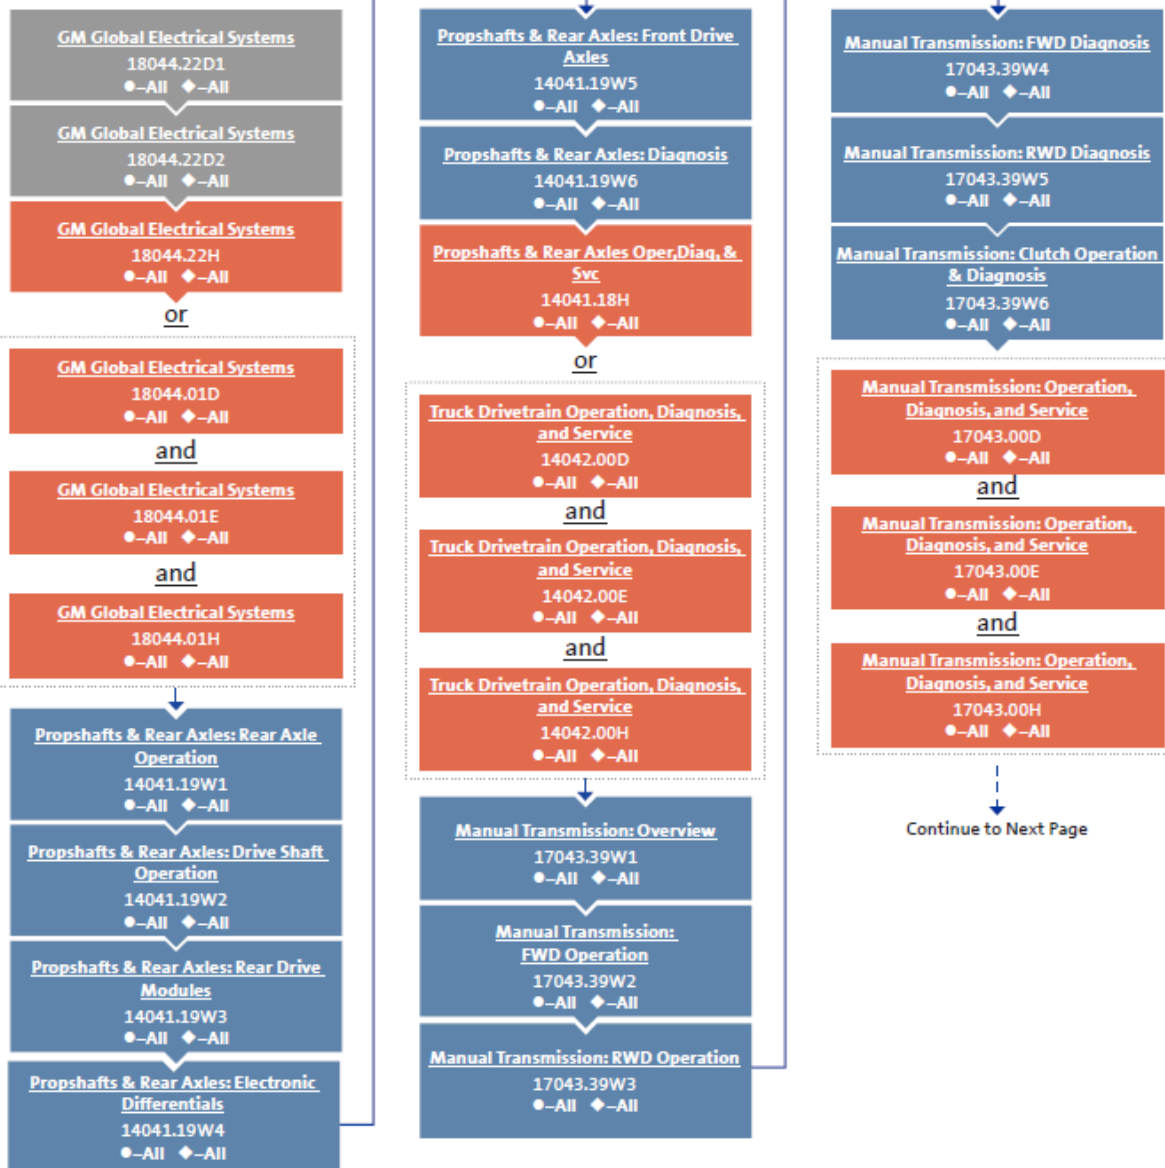 GM Global Electrical Systems
18044.22D1
●–All ◆–All
GM Global Electrical Systems
18044.22D2
●–All ◆–All
GM Global Electrical Systems
18044.22H
●–All ◆–All
or
GM Global Electrical Systems
18044.01D
●–All ◆–All
and
GM Global Electrical Systems
18044.01E
●–All ◆–All
and
GM Global Electrical Systems
18044.01H
●–All ◆–All
Propshafts & Rear Axles: Rear Axle
Operation
14041.19W1
●–All ◆–All
Propshafts & Rear Axles: Drive Shaft
Operation
14041.19W2
●–All ◆–All
Propshafts & Rear Axles: Rear Drive
Modules
14041.19W3
●–All ◆–All
Propshafts & Rear Axles: Electronic
Differentials
14041.19W4
●–All ◆–All
Propshafts & Rear Axles: Front Drive
Axles
14041.19W5
●–All ◆–All
Propshafts & Rear Axles: Diagnosis
14041.19W6
●–All ◆–All
Propshafts & Rear Axles Oper,Diag, &
Svc
14041.18H
●–All ◆–All
or
Truck Drivetrain Operation, Diagnosis,
and Service
14042.00D
●–All ◆–All
and
Truck Drivetrain Operation, Diagnosis,
and Service
14042.00E
●–All ◆–All
and
Truck Drivetrain Operation, Diagnosis,
and Service
14042.00H
●–All ◆–All
Manual Transmission: Overview
17043.39W1
●–All ◆–All
Manual Transmission:
FWD Operation
17043.39W2
●–All ◆–All
Manual Transmission: RWD Operation
17043.39W3
●–All ◆–All
Manual Transmission: FWD Diagnosis
17043.39W4
●–All ◆–All
Manual Transmission: RWD Diagnosis
17043.39W5
●–All ◆–All
Manual Transmission: Clutch Operation
& Diagnosis
17043.39W6
●–All ◆–All
Manual Transmission: Operation,
Diagnosis, and Service
17043.00D
●–All ◆–All
and
Manual Transmission: Operation,
Diagnosis, and Service
17043.00E
●–All ◆–All
and
Manual Transmission: Operation,
Diagnosis, and Service
17043.00H
●–All ◆–All
Continue to Next Page